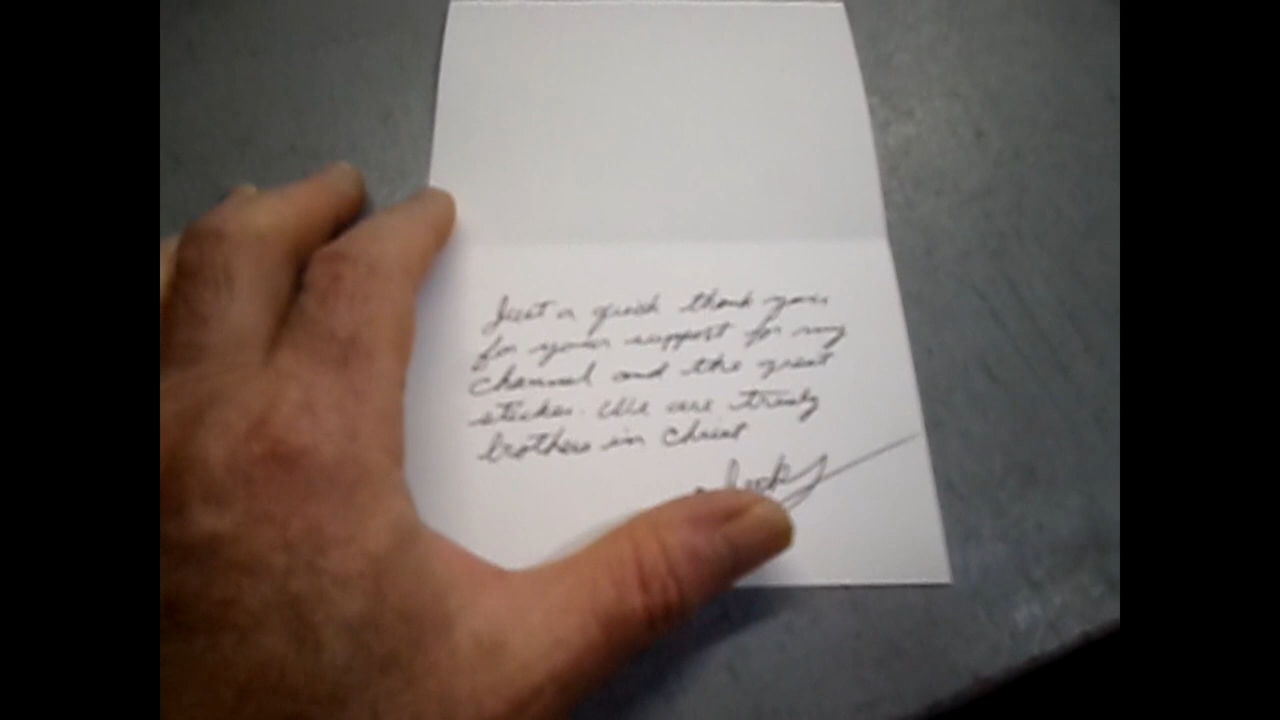 Just a quick thank you
for your support for my
channel and the great
sticker. We are truly
brothers in Christ